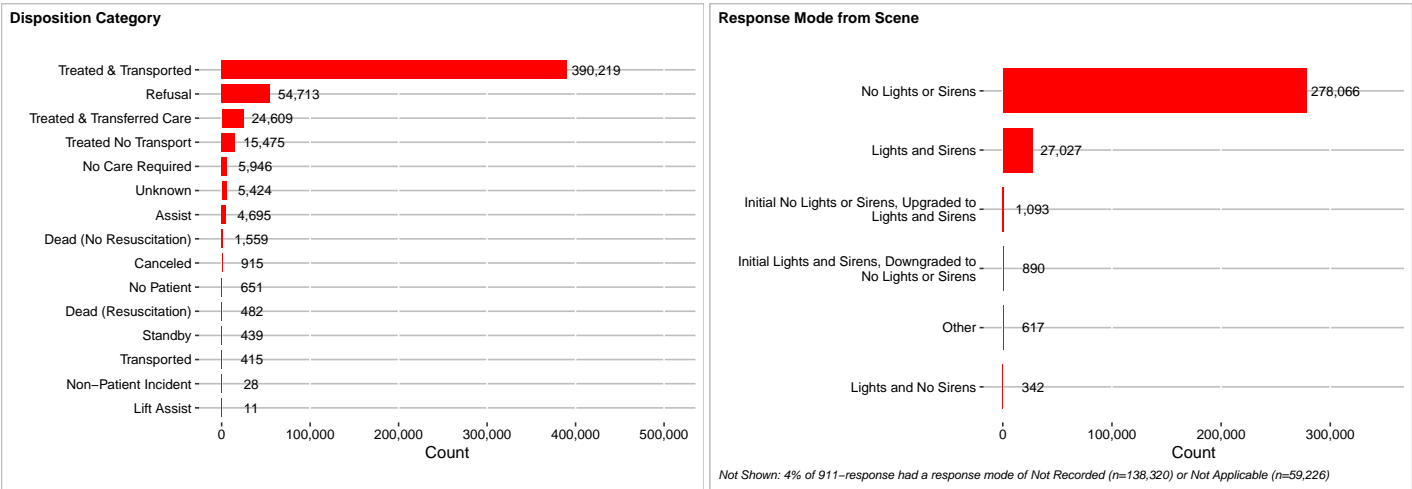 Disposition Category
Treated & Transported
390,219
Refusal
54,713
Treated & Transferred Care
24,609
Treated No Transport
15,475
No Care Required
5,946
Unknown
5,424
Assist
4,695
Dead (No Resuscitation)
1,559
Canceled
915
No Patient
651
Dead (Resuscitation)
482
Standby
439
Transported
415
Non−Patient Incident
28
Lift Assist
11
0
100,000
200,000
300,000
400,000
500,000
Count
Response Mode from Scene
No Lights or Sirens
278,066
Lights and Sirens
27,027
Initial No Lights or Sirens, Upgraded to
Lights and Sirens
1,093
Initial Lights and Sirens, Downgraded to
No Lights or Sirens
890
Other
617
Lights and No Sirens
342
0
100,000
200,000
300,000
Count
Not Shown: 4% of 911−response had a response mode of Not Recorded (n=138,320) or Not Applicable (n=59,226)